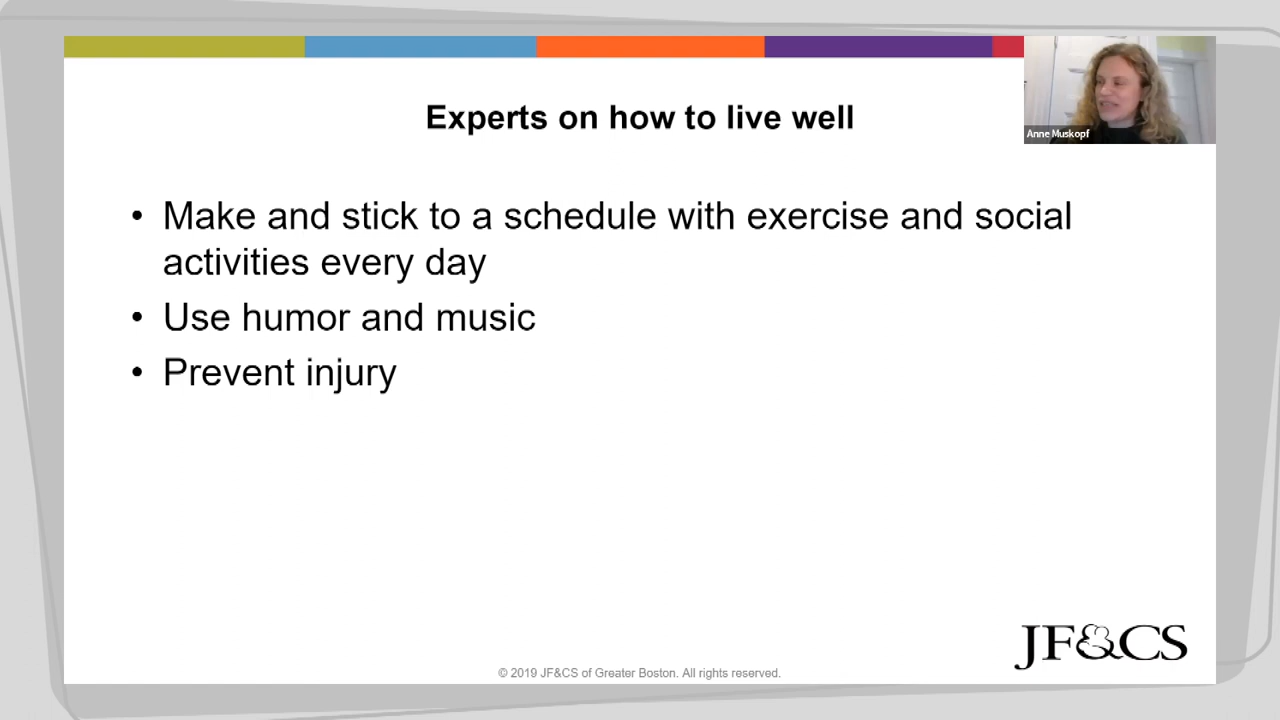 Experts on how to live well
Anne Muskopf
• Make and stick to a schedule with exercise and social
activities every day
• Use humor and music
• Prevent injury
JF&CS
© 2019 JF&CS of Greater Boston. All rights reserved.